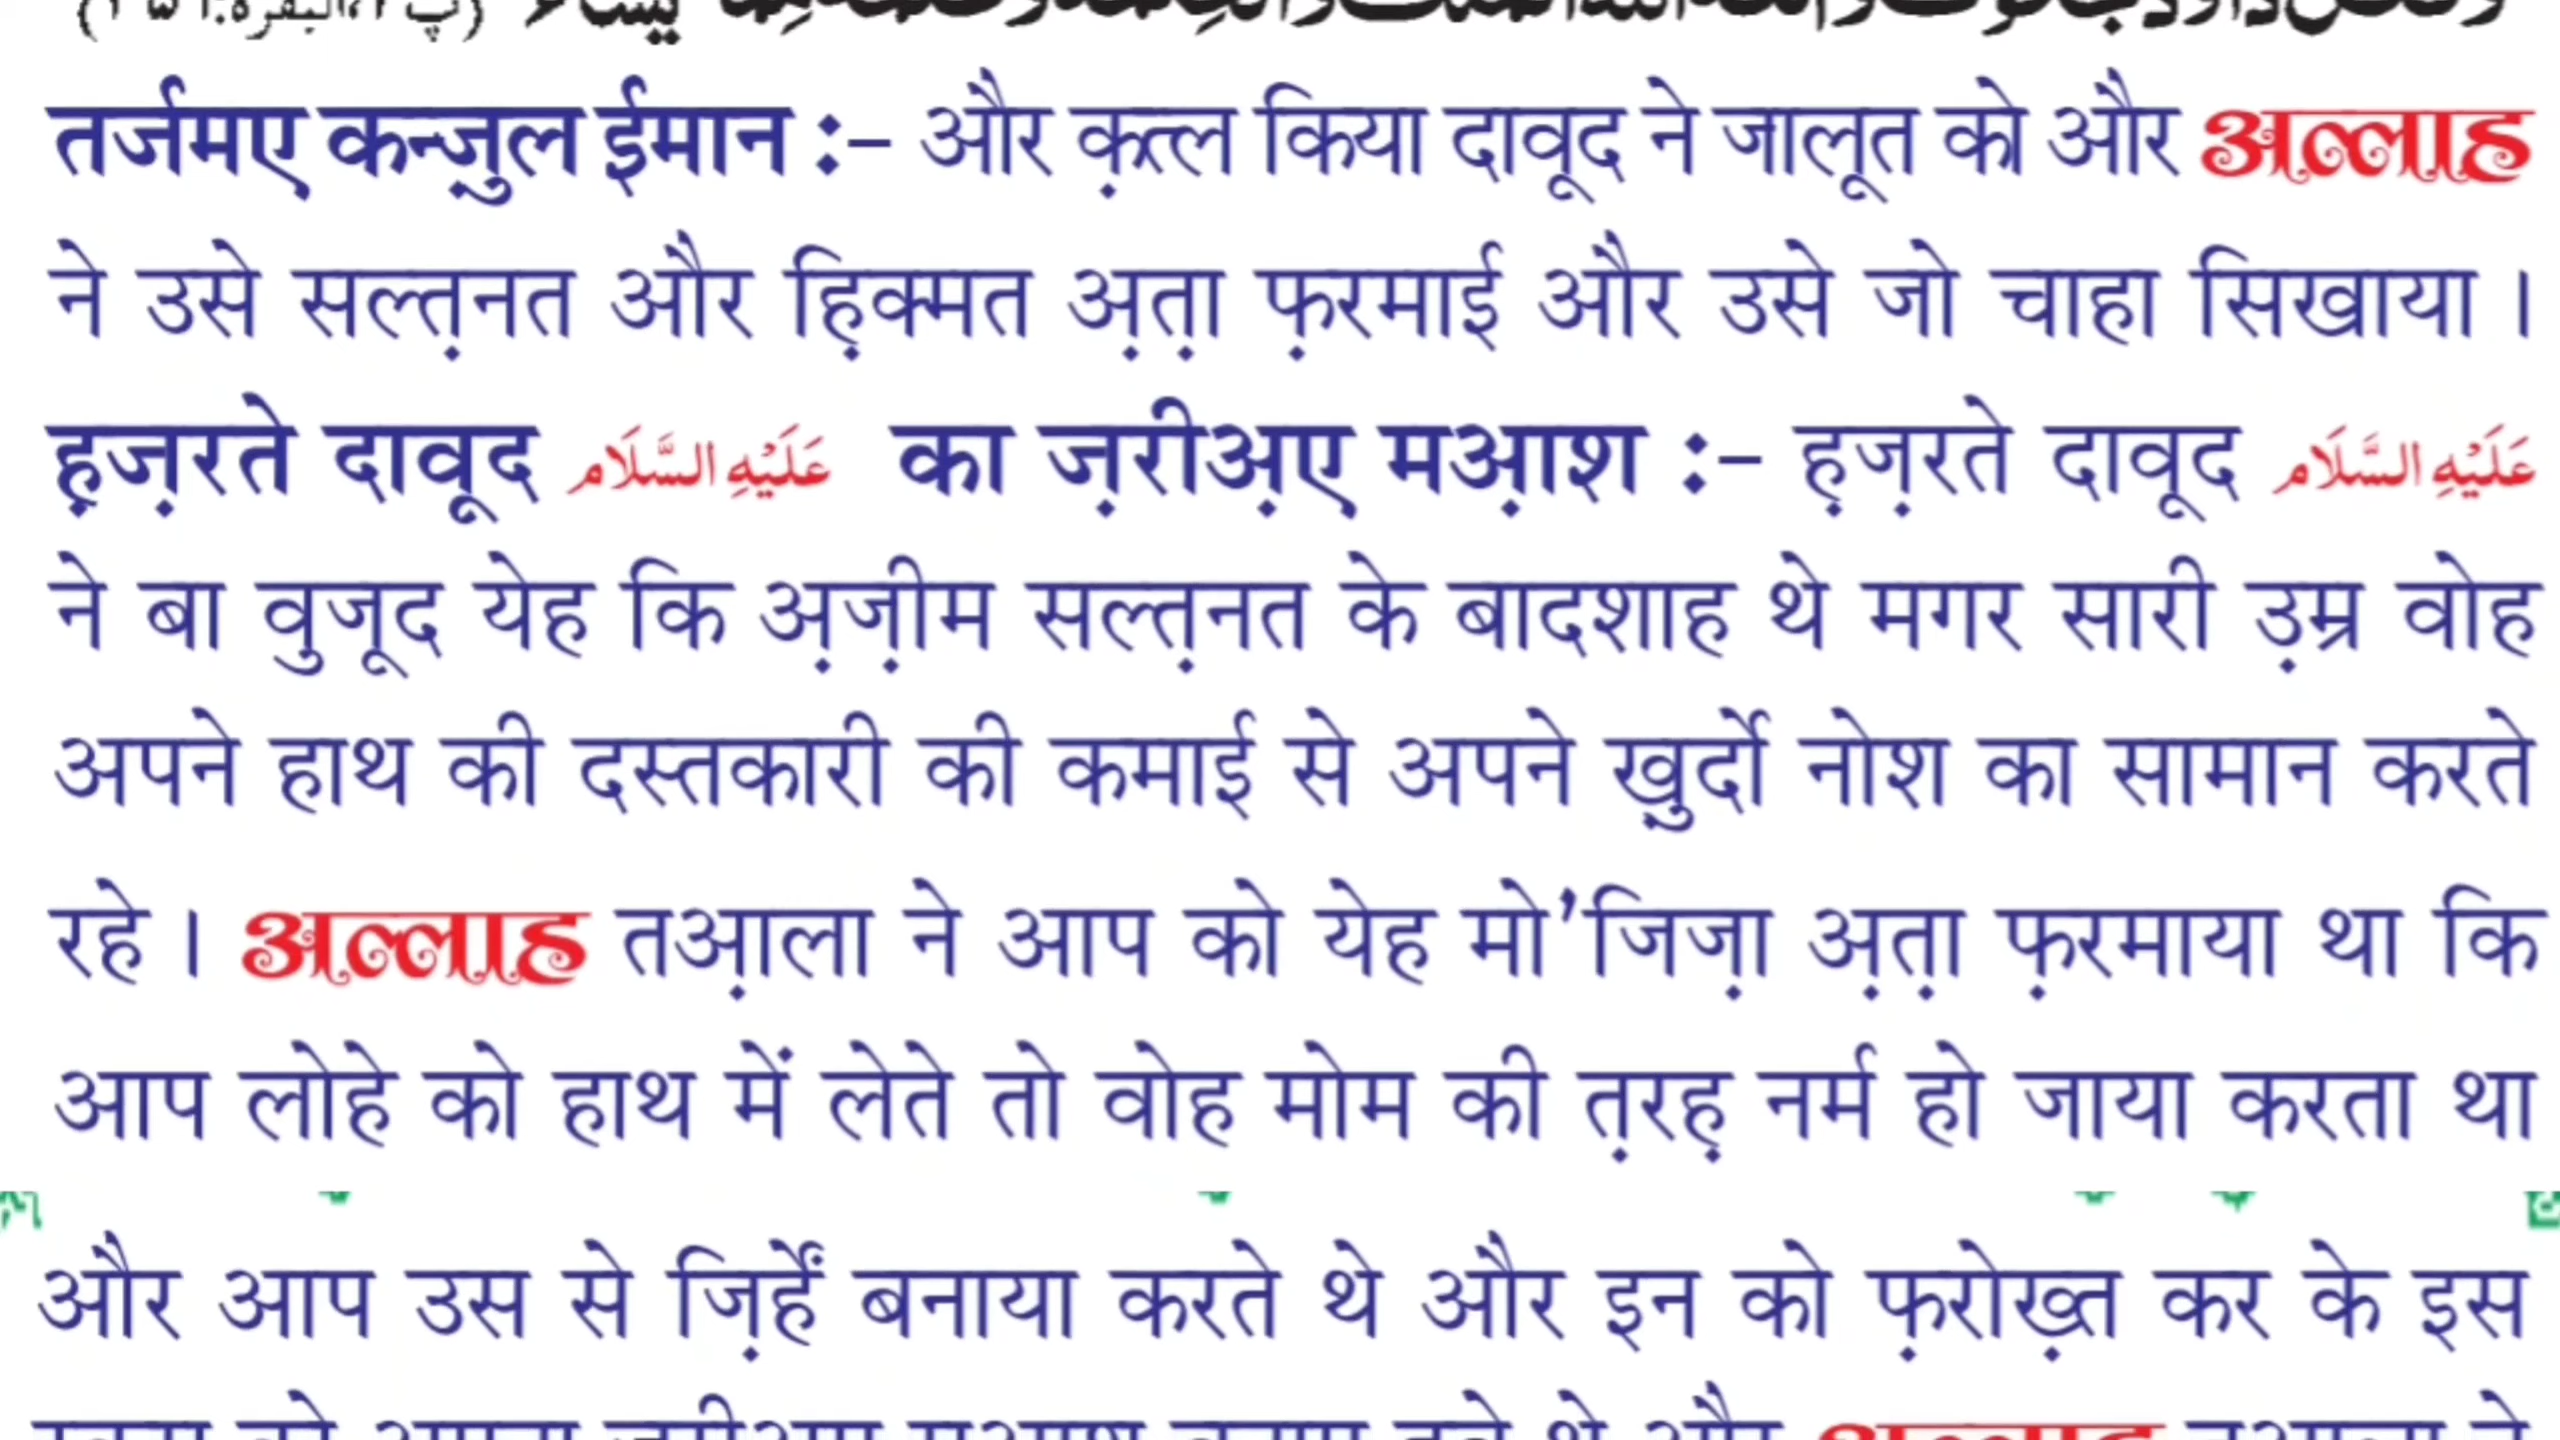 तर्जमए कन्ज़ुल ईमान :– और क़त्ल किया दावूद ने जालूत को और अल्लाह
ने उसे सल्त़नत और ह़िक्मत अ़त़ा फ़रमाई और उसे जो चाहा सिखाया ।
ह़ज़रते दावूद عَلَيْهِ السَّلَام का ज़रीअ़ए मआ़श :– ह़ज़रते दावूद عَلَيْهِ السَّلَام
ने बा वुजूद येह कि अ़ज़ीम सल्त़नत के बादशाह थे मगर सारी उ़म्र वोह
अपने हाथ की दस्तकारी की कमाई से अपने ख़ुर्दो नोश का सामान करते
रहे । अल्लाह तआ़ला ने आप को येह मो’जिज़ा अ़त़ा फ़रमाया था कि
आप लोहे को हाथ में लेते तो वोह मोम की त़रह़ नर्म हो जाया करता था
और आप उस से ज़िर्हें बनाया करते थे और इन को फ़रोख़्त कर के इस